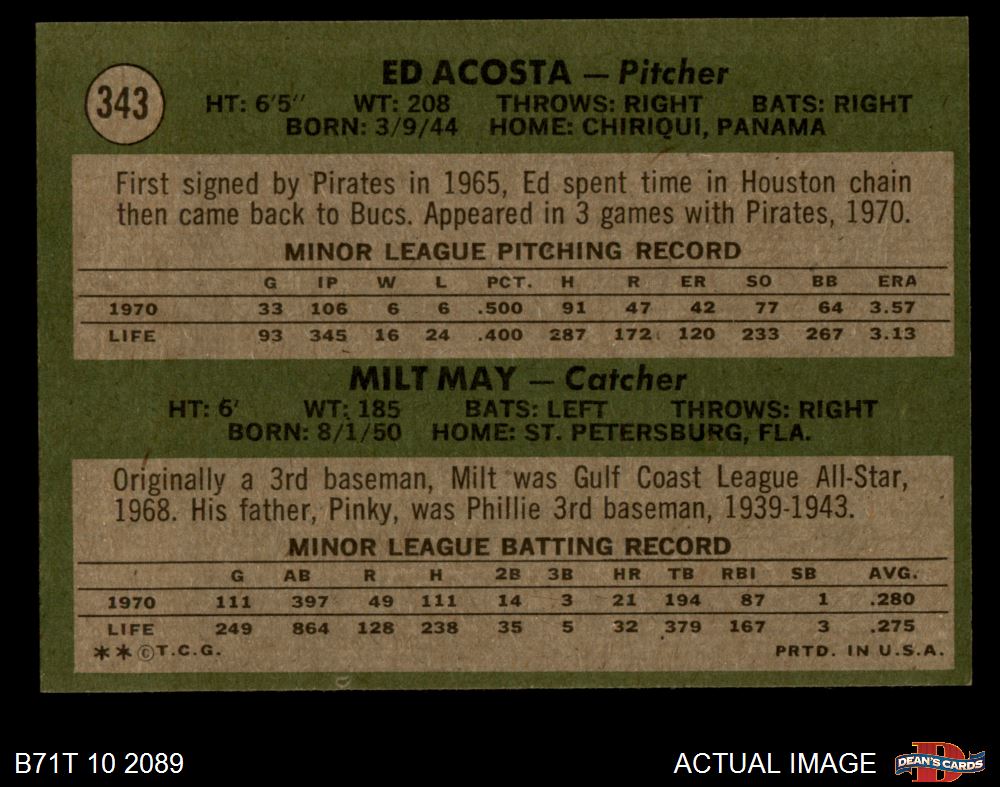 343
ED ACOSTA — Pitcher
HT: 6'5" WT: 208 THROWS: RIGHT BATS: RIGHT
BORN: 3/9/44 HOME: CHIRIQUI, PANAMA
First signed by Pirates in 1965, Ed spent time in Houston chain
then came back to Bucs. Appeared in 3 games with Pirates, 1970.
MINOR LEAGUE PITCHING RECORD
G IP W L PCT. H R ER SO BB ERA
1970 33 106 6 6 .500 91 47 42 77 64 3.57
LIFE 93 345 16 24 .400 287 172 120 233 267 3.13
MILT MAY — Catcher
HT: 6' WT: 185 BATS: LEFT THROWS: RIGHT
BORN: 8/1/50 HOME: ST. PETERSBURG, FLA.
Originally a 3rd baseman, Milt was Gulf Coast League All-Star,
1968. His father, Pinky, was Phillie 3rd baseman, 1939-1943.
MINOR LEAGUE BATTING RECORD
G AB R H 2B 3B HR TB RBI SB AVG.
1970 111 397 49 111 14 3 21 194 87 1 .280
LIFE 249 864 128 238 35 5 32 379 167 3 .275
**©T.C.G. PRTD. IN U.S.A.
B71T 10 2089 ACTUAL IMAGE D DEAN'S CARDS